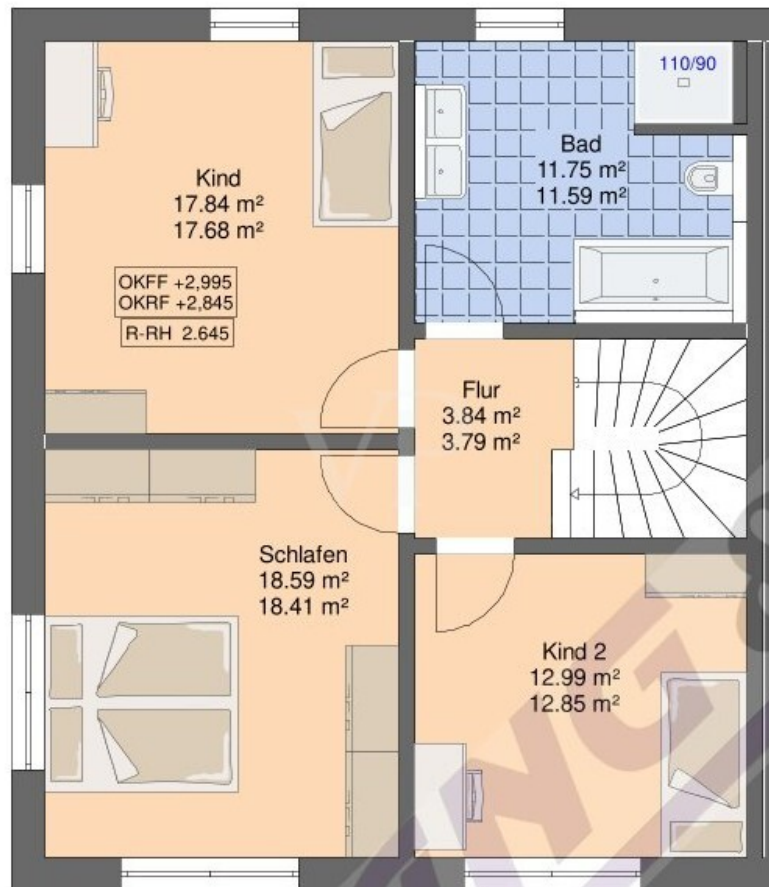 110/90
Bad
11.75 m²
11.59 m²
Kind
17.84 m²
17.68 m²
OKFF +2,995
OKRF +2,845
R-RH 2.645
Flur
3.84 m²
3.79 m²
Schlafen
18.59 m²
18.41 m²
Kind 2
12.99 m²
12.85 m²